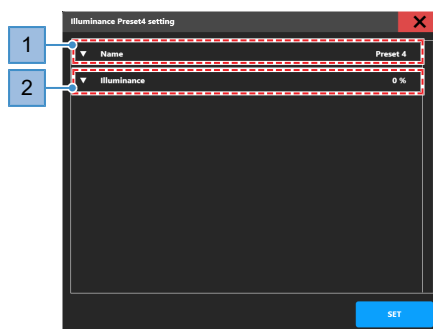 Illuminance Preset4 setting
1
▼ Name Preset 4
2
▼ Illuminance 0 %
SET